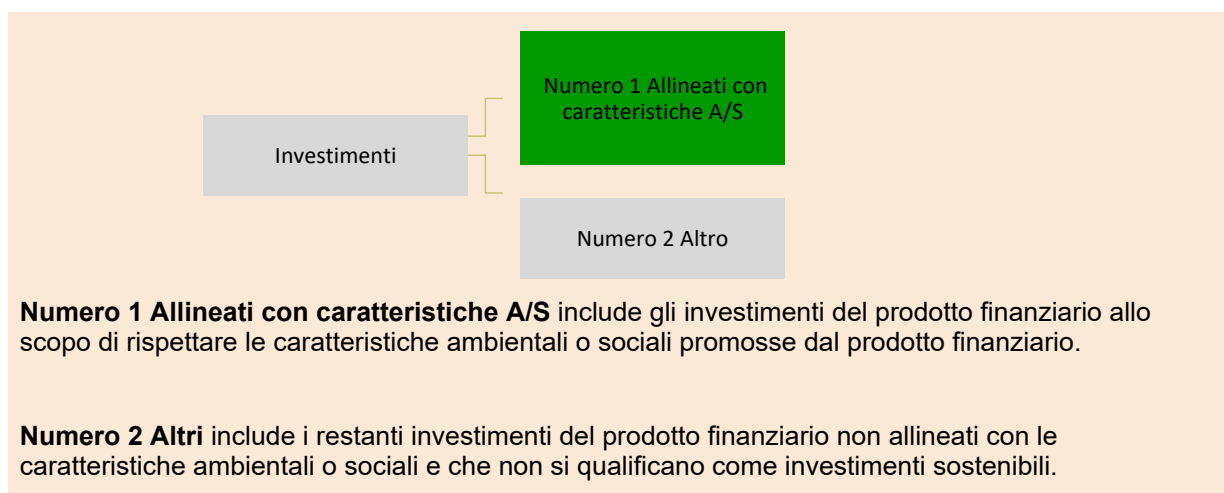 Numero 1 Allineati con
caratteristiche A/S
Investimenti
Numero 2 Altro
Numero 1 Allineati con caratteristiche A/S include gli investimenti del prodotto finanziario allo
scopo di rispettare le caratteristiche ambientali o sociali promosse dal prodotto finanziario.
Numero 2 Altri include i restanti investimenti del prodotto finanziario non allineati con le
caratteristiche ambientali o sociali e che non si qualificano come investimenti sostenibili.